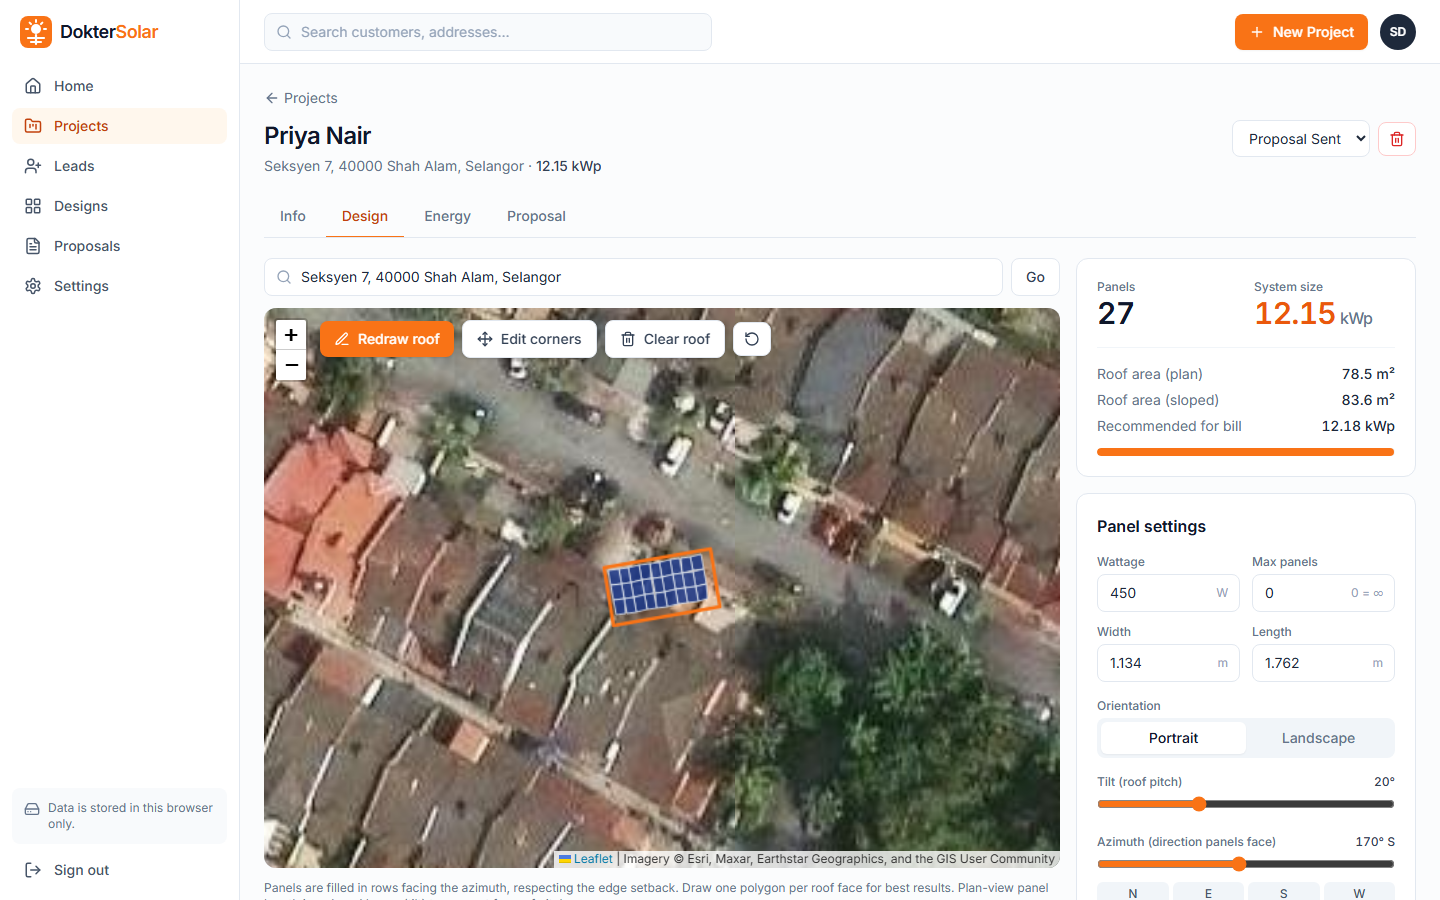 DokterSolar
Search customers, addresses...
New Project
SD
Home
Projects
Leads
Designs
Proposals
Settings
Data is stored in this browser
only.
Sign out
Projects
Priya Nair
Seksyen 7, 40000 Shah Alam, Selangor · 12.15 kWp
Proposal Sent
Info
Design
Energy
Proposal
Seksyen 7, 40000 Shah Alam, Selangor
Go
+
−
Redraw roof
Edit corners
Clear roof
Leaflet | Imagery © Esri, Maxar, Earthstar Geographics, and the GIS User Community
Panels are filled in rows facing the azimuth, respecting the edge setback. Draw one polygon per roof face for best results. Plan-view panel
Panels
27
System size
12.15 kWp
Roof area (plan) 78.5 m²
Roof area (sloped) 83.6 m²
Recommended for bill 12.18 kWp
Panel settings
Wattage
450 W
Max panels
0 0 = ∞
Width
1.134 m
Length
1.762 m
Orientation
Portrait
Landscape
Tilt (roof pitch) 20°
Azimuth (direction panels face) 170° S
N
E
S
W